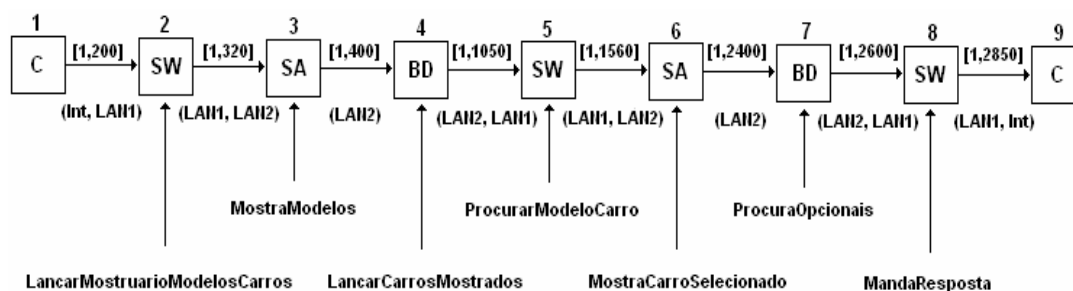 1 2 3 4 5 6 7 8 9
[1,200] [1,320] [1,400] [1,1050] [1,1560] [1,2400] [1,2600] [1,2850]
C SW SA BD SW SA BD SW C
(Int, LAN1) (LAN1, LAN2) (LAN2) (LAN2, LAN1) (LAN1, LAN2) (LAN2) (LAN2, LAN1) (LAN1, Int)
MostraModelos ProcurarModeloCarro ProcuraOpcionais
LancarMostruarioModelosCarros LancarCarrosMostrados MostraCarroSelecionado MandaResposta